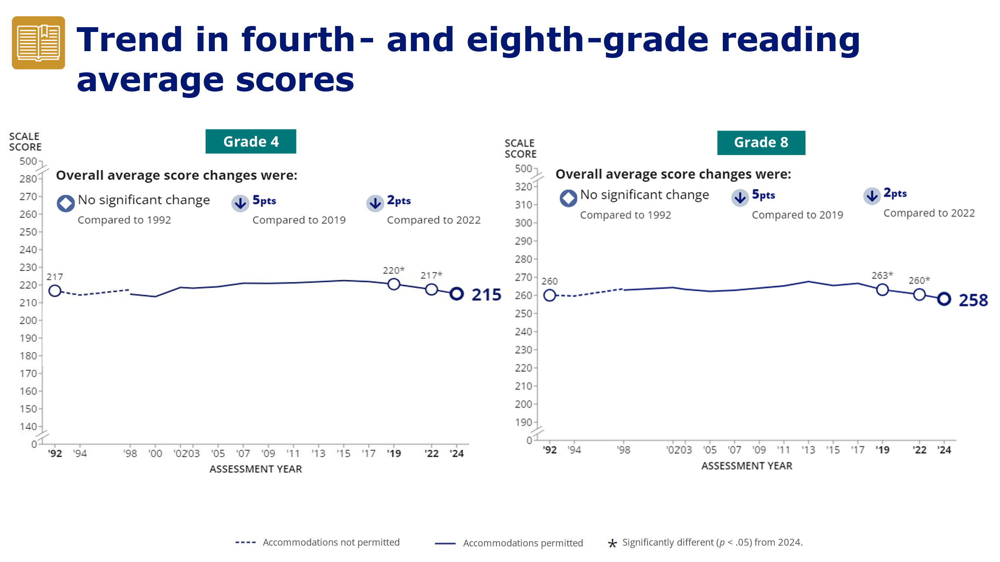 Trend in fourth- and eighth-grade reading
average scores
SCALE
SCORE
Grade 4
500
280
270
260
250
240
230
220
210
200
190
180
170
160
150
140
0
Overall average score changes were:
No significant change
Compared to 1992
5pts
Compared to 2019
2pts
Compared to 2022
217
220*
217*
215
'92 '94 '98 '00 '02 '03 '05 '07 '09 '11 '13 '15 '17 '19 '22 '24
ASSESSMENT YEAR
SCALE
SCORE
Grade 8
500
320
310
300
290
280
270
260
250
240
230
220
210
200
190
0
Overall average score changes were:
No significant change
Compared to 1992
5pts
Compared to 2019
2pts
Compared to 2022
260
263*
260*
258
'92 '94 '98 '02 '03 '05 '07 '09 '11 '13 '15 '17 '19 '22 '24
ASSESSMENT YEAR
Accommodations not permitted
Accommodations permitted
* Significantly different (p < .05) from 2024.